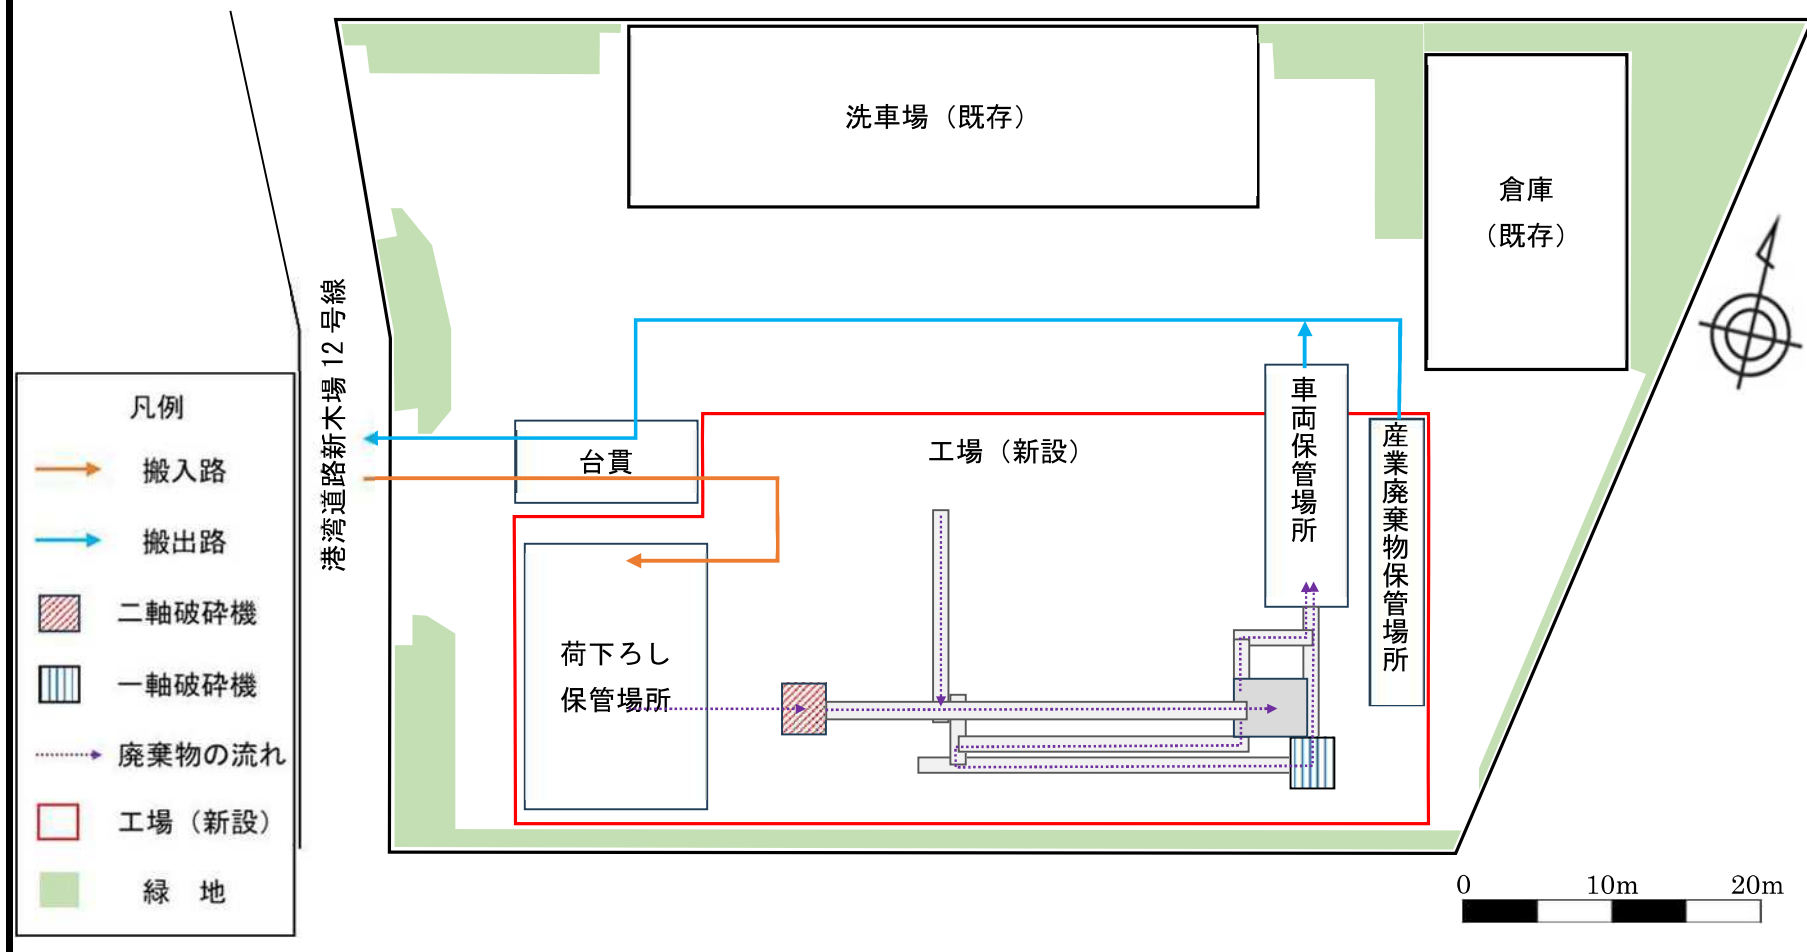 洗車場（既存）
倉庫
（既存）
港湾道路新木場 12 号線
台貫
工場（新設）
車両保管場所
産業廃棄物保管場所
荷下ろし
保管場所
凡例
搬入路
搬出路
二軸破砕機
一軸破砕機
廃棄物の流れ
工場（新設）
緑　地
0 10m 20m